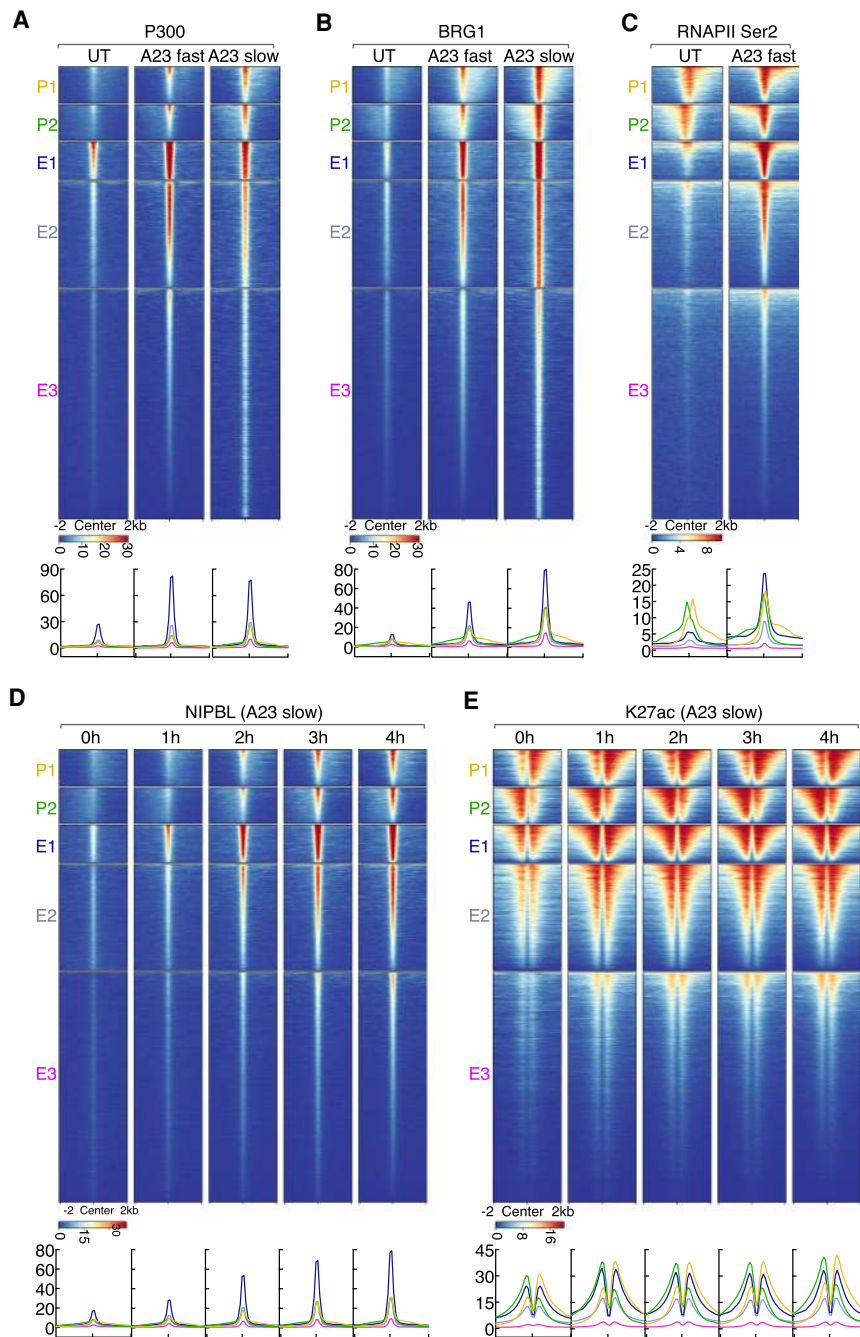 A
P300
UT A23 fast A23 slow
P1
P2
E1
E2
E3
-2 Center 2kb
0 10 20 30
90
60
30
0
B
BRG1
UT A23 fast A23 slow
-2 Center 2kb
0 10 20 30
80
60
40
20
0
C
RNAPII Ser2
UT A23 fast
P1
P2
E1
E2
E3
-2 Center 2kb
0 4 8
25
20
15
10
5
0
D
NIPBL (A23 slow)
0h 1h 2h 3h 4h
P1
P2
E1
E2
E3
-2 Center 2kb
0 15 30
80
60
40
20
0
E
K27ac (A23 slow)
0h 1h 2h 3h 4h
P1
P2
E1
E2
E3
-2 Center 2kb
0 8 16
45
30
15
0